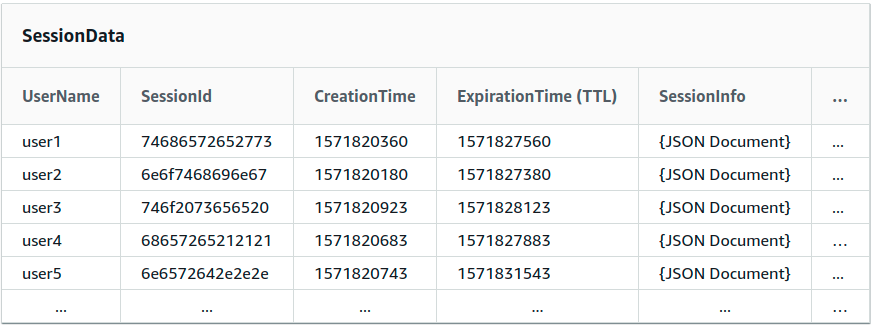 SessionData
UserName SessionId CreationTime ExpirationTime (TTL) SessionInfo ...
user1 74686572652773 1571820360 1571827560 {JSON Document} ...
user2 6e6f7468696e67 1571820180 1571827380 {JSON Document} ...
user3 746f2073656520 1571820923 1571828123 {JSON Document} ...
user4 68657265212121 1571820683 1571827883 {JSON Document} ...
user5 6e6572642e2e2e 1571820743 1571831543 {JSON Document} ...
... ... ... ... ... ...